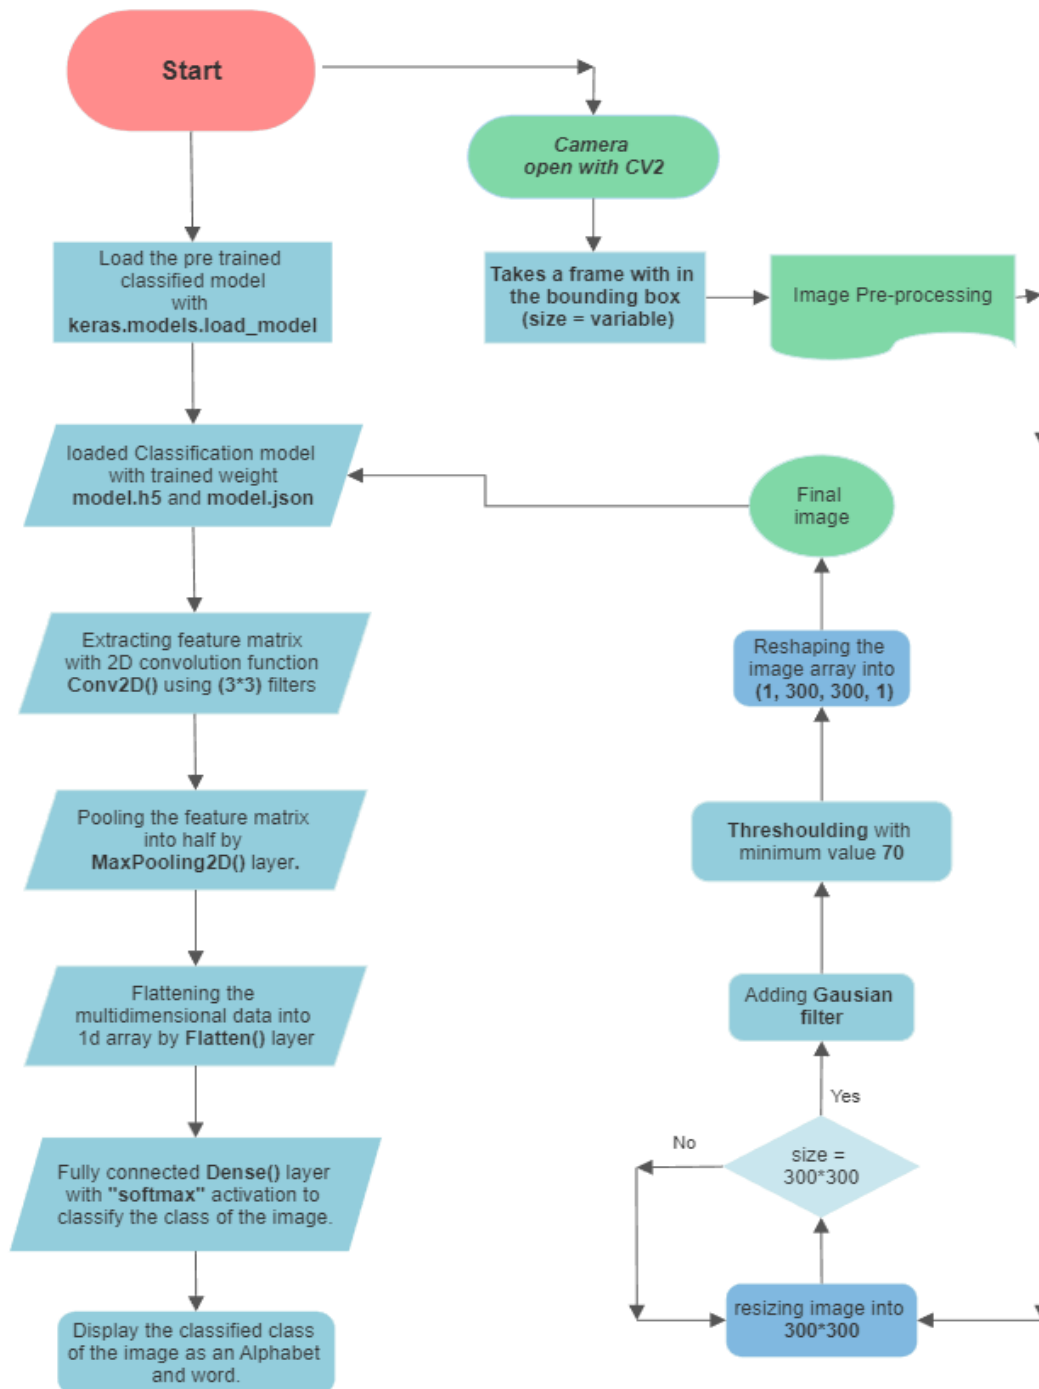 Start
Camera
open with CV2
Load the pre trained
classified model
with
keras.models.load_model
Takes a frame with in
the bounding box
(size = variable)
Image Pre-processing
loaded Classification model
with trained weight
model.h5 and model.json
Final
image
Extracting feature matrix
with 2D convolution function
Conv2D() using (3*3) filters
Reshaping the
image array into
(1, 300, 300, 1)
Pooling the feature matrix
into half by
MaxPooling2D() layer.
Threshoulding with
minimum value 70
Flattening the
multidimensional data into
1d array by Flatten() layer
Adding Gausian
filter
Yes
No
size =
300*300
Fully connected Dense() layer
with "softmax" activation to
classify the class of the image.
resizing image into
300*300
Display the classified class
of the image as an Alphabet
and word.